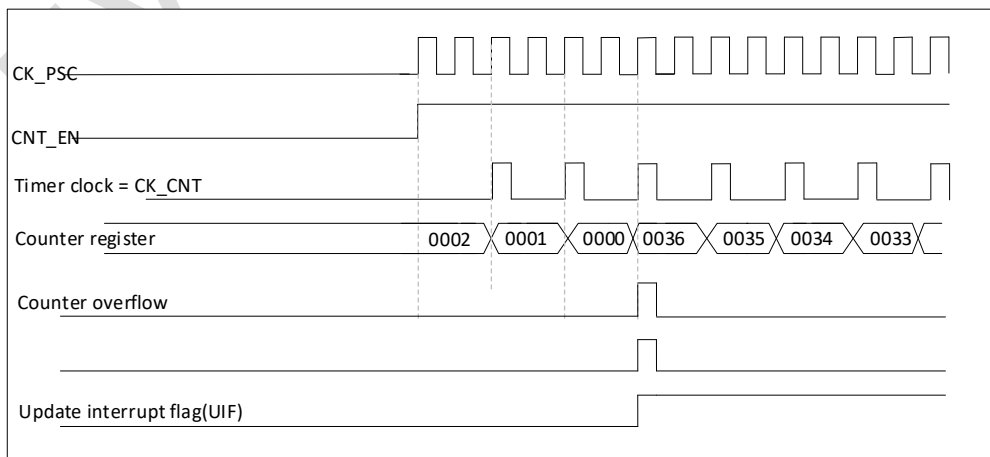 CK_PSC
CNT_EN
Timer clock = CK_CNT
Counter register 0002 0001 0000 0036 0035 0034 0033
Counter overflow
Update interrupt flag(UIF)